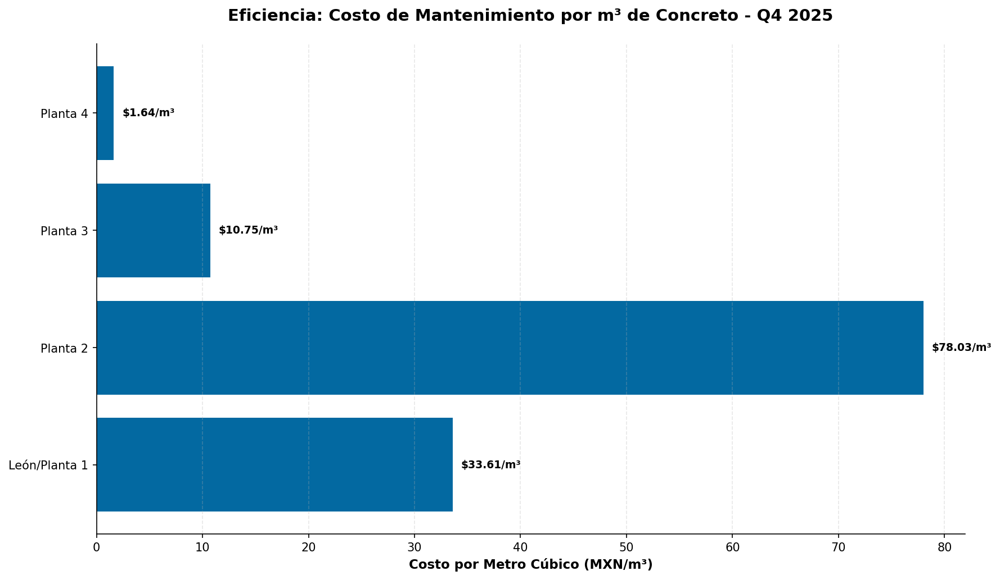 Eficiencia: Costo de Mantenimiento por m³ de Concreto - Q4 2025
Planta 4
$1.64/m³
Planta 3
$10.75/m³
Planta 2
$78.03/m³
León/Planta 1
$33.61/m³
0 10 20 30 40 50 60 70 80
Costo por Metro Cúbico (MXN/m³)